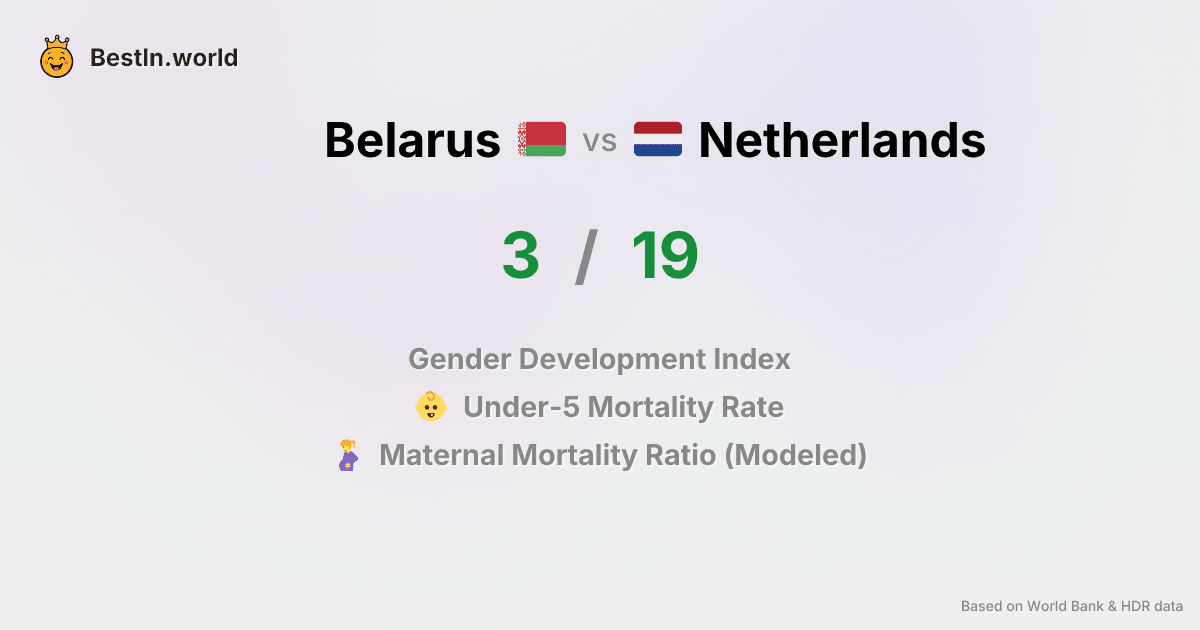 BestIn.world
Belarus vs Netherlands
3 / 19
Gender Development Index
Under-5 Mortality Rate
Maternal Mortality Ratio (Modeled)
Based on World Bank & HDR data